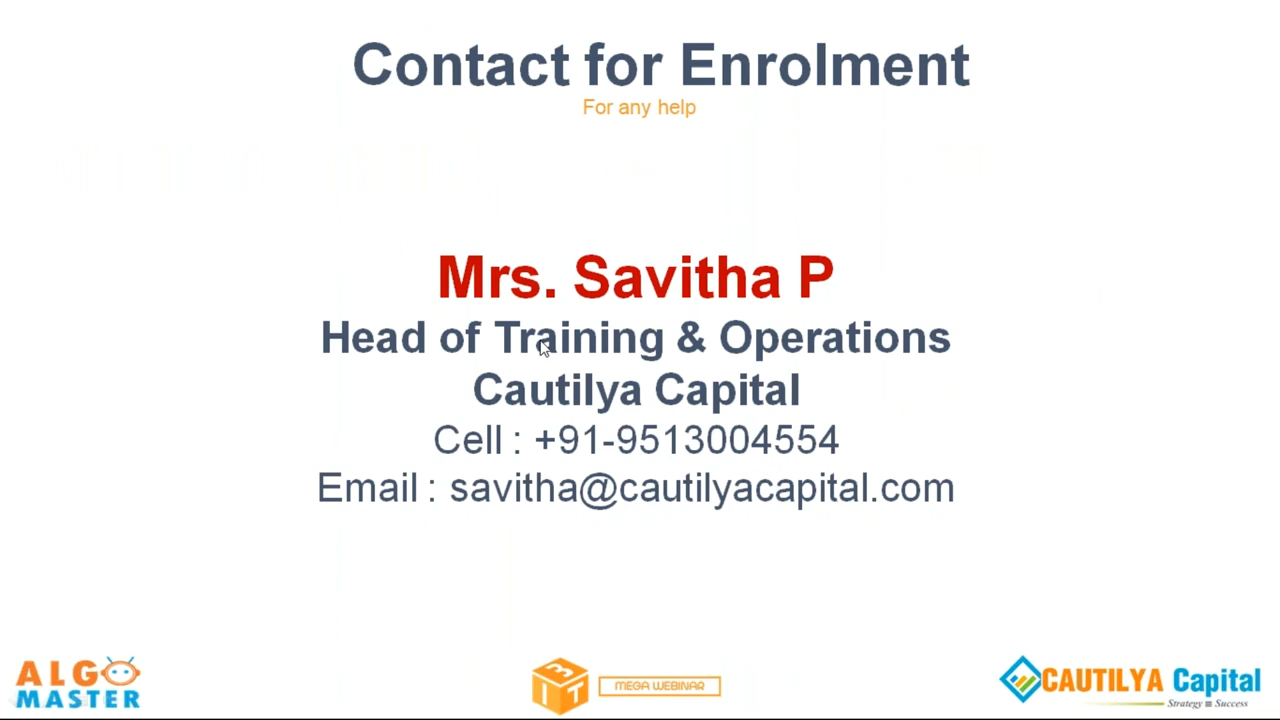 Contact for Enrolment
For any help
Mrs. Savitha P
Head of Training & Operations
Cautilya Capital
Cell : +91-9513004554
Email : savitha@cautilyacapital.com
ALGO
MASTER
BIT
MEGA WEBINAR
CAUTILYA Capital
Strategy = Success